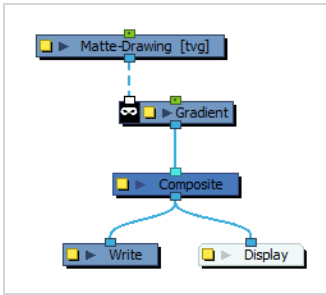 Matte-Drawing [tvg]
Gradient
Composite
Write
Display